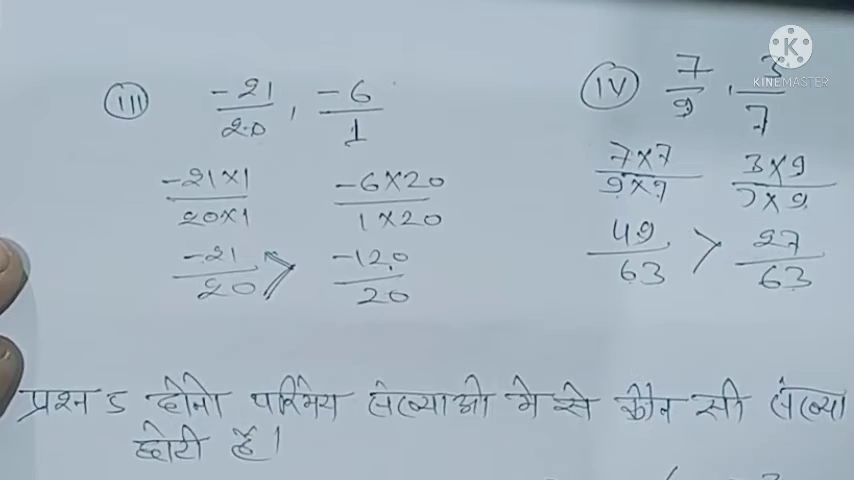 (III) -21/20, -6/1
-21×1/20×1   -6×20/1×20
-21/20 > -120/20
(IV) 7/9, 3/7
7×7/9×7   3×9/7×9
49/63 > 27/63
K
KINEMASTER
प्रश्न 5 दोनो परिमेय संख्याओ मे से कौन सी संख्या
छोटी है।